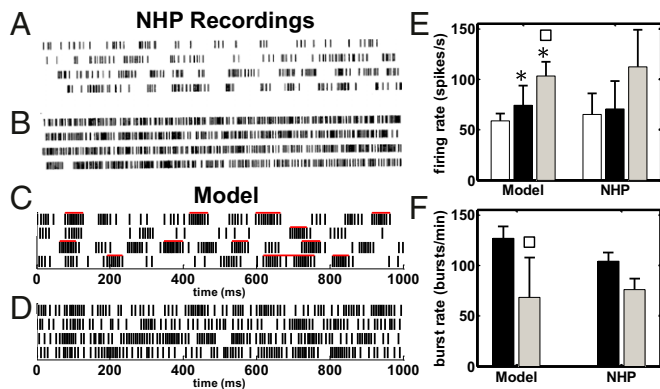 A
NHP Recordings
B
C
Model
0 200 400 600 800 1000
time (ms)
D
0 200 400 600 800 1000
time (ms)
E
firing rate (spikes/s)
150
100
50
0
* *
Model NHP
F
burst rate (bursts/min)
150
100
50
0
Model NHP